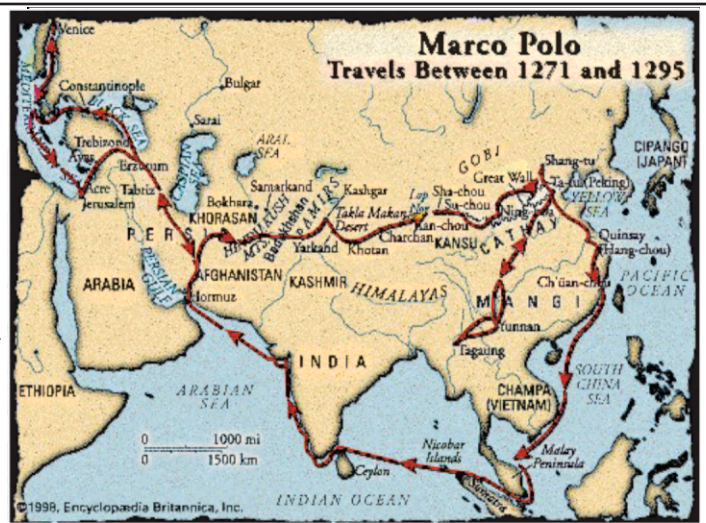 Marco Polo
Travels Between 1271 and 1295
Venice
Constantinople
BLACK SEA
Bulgar
Sarai
ARAL
SEA
CASPIAN
SEA
Trebizond
Ayas
Erzurum
Acre
Jerusalem
Tabriz
Bokhara
Samarkand
KHORASAN
HINDU KUSH
Badakhshan
PAMIRS
Kashgar
Takla Makan
Desert
Lop
Nor
Sha-chou
Su-chou
Kan-chou
GOBI
Great Wall
Shang-tu
Ta-tu (Peking)
CIPANGO
(JAPAN)
YELLOW
SEA
PERSIA
Yarkand
Khotan
Charchan
KANSU
CATHAY
Quinsay
(Hang-chou)
ARABIA
PERSIAN
GULF
AFGHANISTAN
KASHMIR
HIMALAYAS
Hormuz
MANGI
Ch'üan-chou
PACIFIC
OCEAN
Yunnan
Tagaung
INDIA
ETHIOPIA
ARABIAN
SEA
CHAMPA
(VIETNAM)
SOUTH
CHINA
SEA
0 1000 mi
0 1500 km
Ceylon
Nicobar
Islands
Malay
Peninsula
Sumatra
INDIAN OCEAN
©1998, Encyclopædia Britannica, Inc.